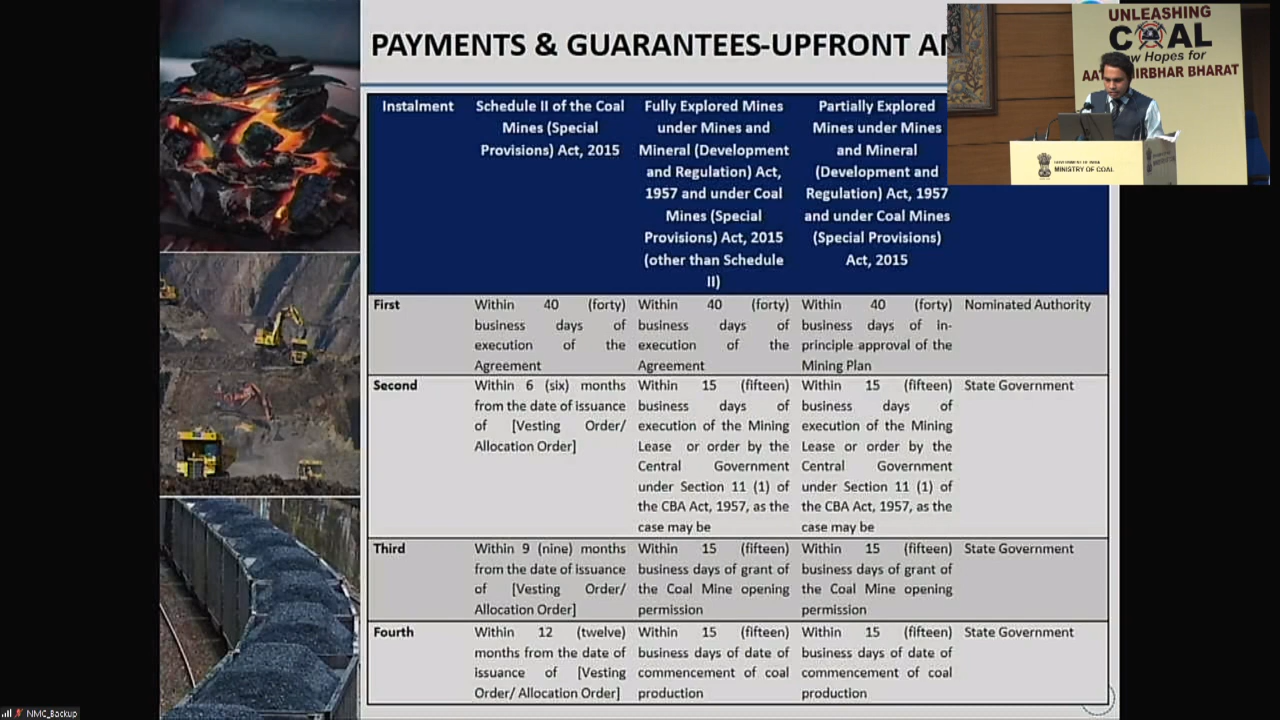 PAYMENTS & GUARANTEES-UPFRONT
UNLEASHING
COAL
Hopes for
BHARAT
GOVERNMENT OF INDIA
MINISTRY OF COAL
Instalment
Schedule II of the Coal
Mines (Special
Provisions) Act, 2015
Fully Explored Mines
under Mines and
Mineral (Development
and Regulation) Act,
1957 and under Coal
Mines (Special
Provisions) Act, 2015
(other than Schedule
II)
Partially Explored
Mines under Mines
and Mineral
(Development and
Regulation) Act, 1957
and under Coal Mines
(Special Provisions)
Act, 2015
First
Within 40 (forty)
business days of
execution of the
Agreement
Within 40 (forty)
business days of
execution of the
Agreement
Within 40 (forty)
business days of in-
principle approval of the
Mining Plan
Nominated Authority
Second
Within 6 (six) months
from the date of issuance
of [Vesting Order/
Allocation Order]
Within 15 (fifteen)
business days of
execution of the Mining
Lease or order by the
Central Government
under Section 11 (1) of
the CBA Act, 1957, as the
case may be
Within 15 (fifteen)
business days of
execution of the Mining
Lease or order by the
Central Government
under Section 11 (1) of
the CBA Act, 1957, as the
case may be
State Government
Third
Within 9 (nine) months
from the date of issuance
of [Vesting Order/
Allocation Order]
Within 15 (fifteen)
business days of grant of
the Coal Mine opening
permission
Within 15 (fifteen)
business days of grant of
the Coal Mine opening
permission
State Government
Fourth
Within 12 (twelve)
months from the date of
issuance of [Vesting
Order/ Allocation Order]
Within 15 (fifteen)
business days of date of
commencement of coal
production
Within 15 (fifteen)
business days of date of
commencement of coal
production
State Government
NMC_Backup